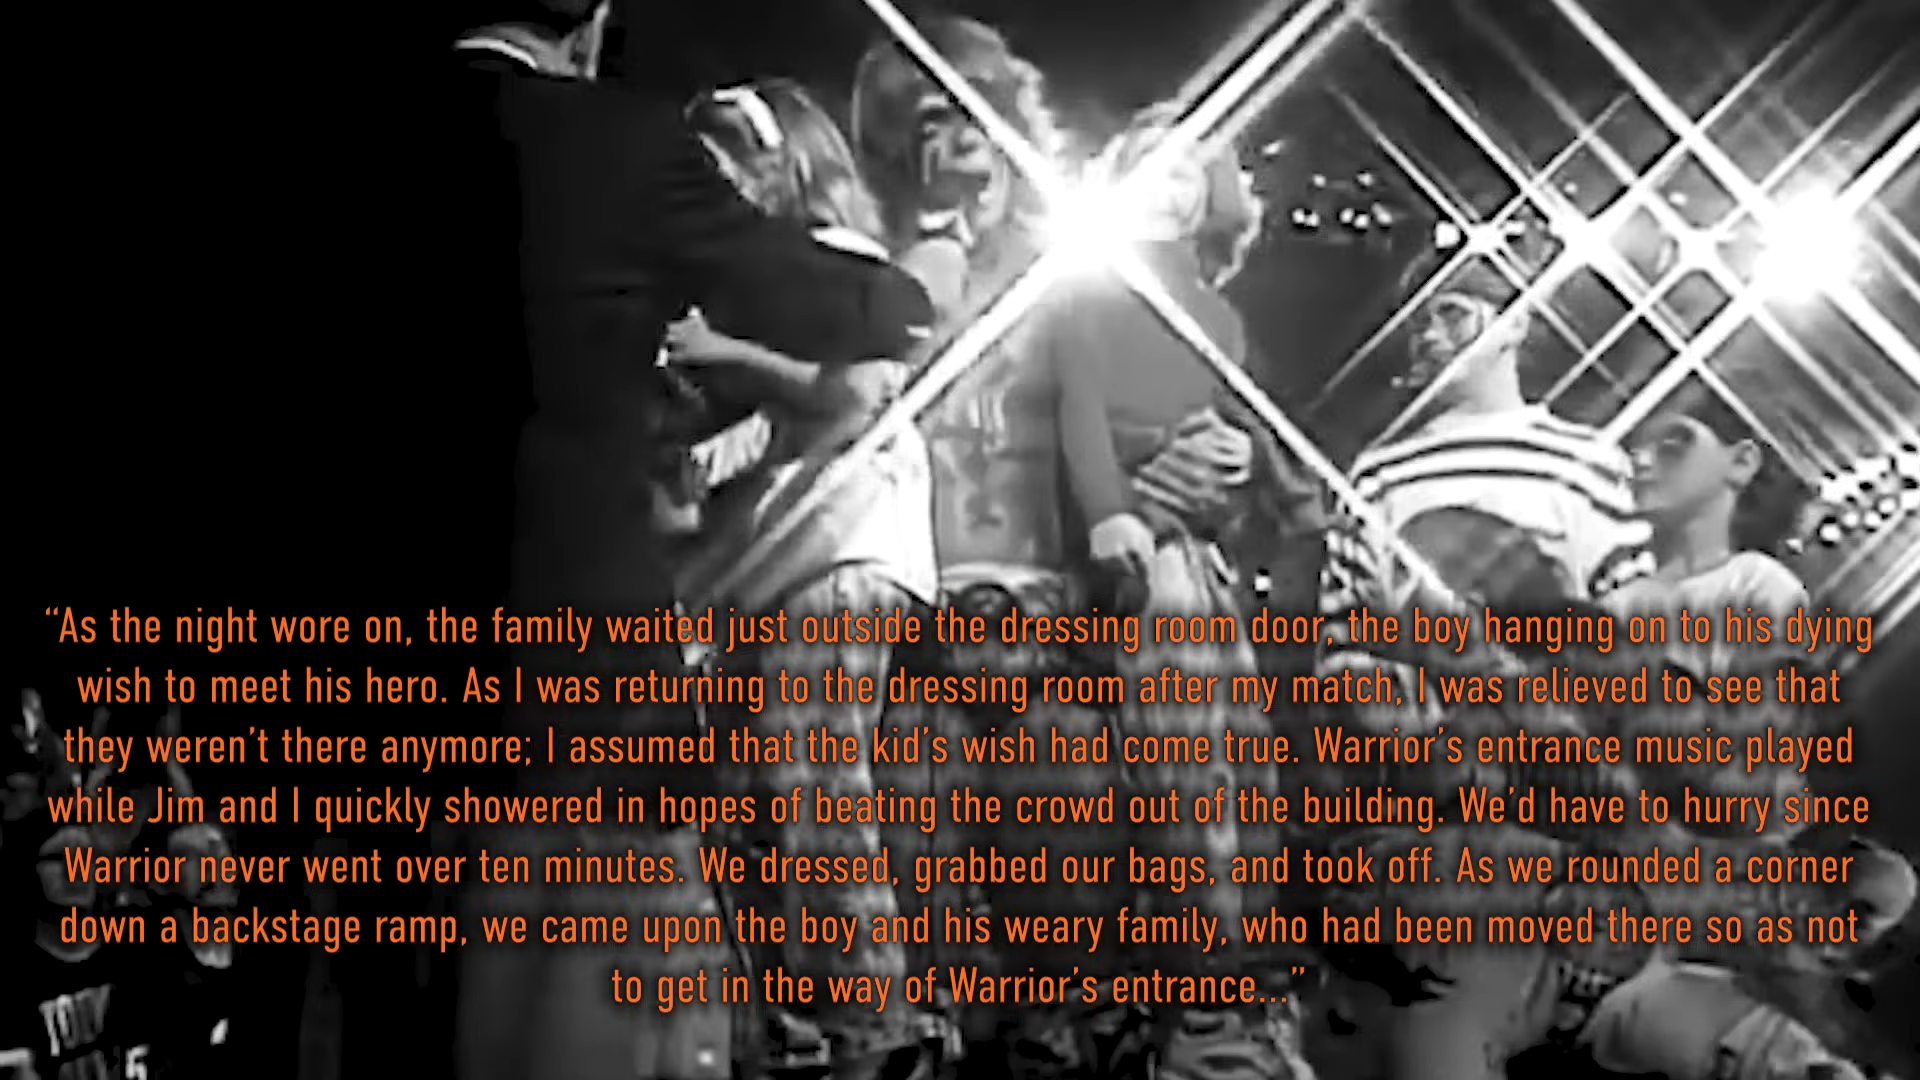 “As the night wore on, the family waited just outside the dressing room door, the boy hanging on to his dying
wish to meet his hero. As I was returning to the dressing room after my match, I was relieved to see that
they weren’t there anymore; I assumed that the kid’s wish had come true. Warrior’s entrance music played
while Jim and I quickly showered in hopes of beating the crowd out of the building. We’d have to hurry since
Warrior never went over ten minutes. We dressed, grabbed our bags, and took off. As we rounded a corner
down a backstage ramp, we came upon the boy and his weary family, who had been moved there so as not
to get in the way of Warrior’s entrance...”